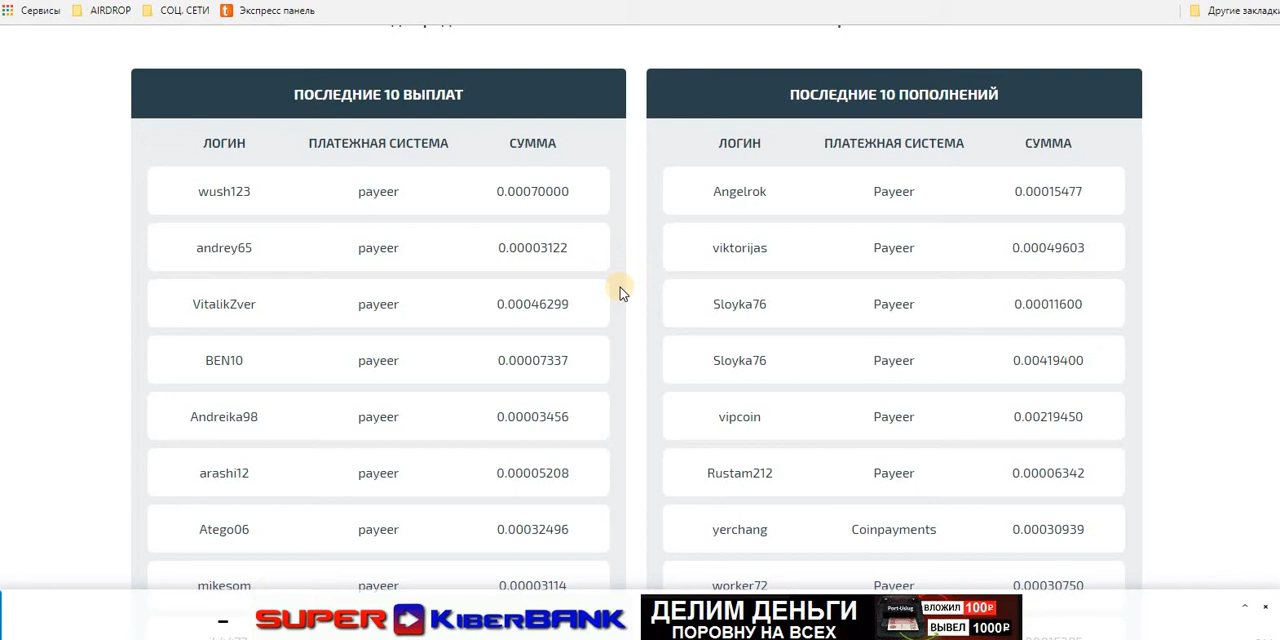 Сервисы AIRDROP СОЦ. СЕТИ Экспресс панель Другие закладки
ПОСЛЕДНИЕ 10 ВЫПЛАТ
ЛОГИН ПЛАТЕЖНАЯ СИСТЕМА СУММА
wush123 payeer 0.00070000
andrey65 payeer 0.00003122
VitalikZver payeer 0.00046299
BEN10 payeer 0.00007337
Andreika98 payeer 0.00003456
arashi12 payeer 0.00005208
Atego06 payeer 0.00032496
mikesom payeer 0.00003114
ПОСЛЕДНИЕ 10 ПОПОЛНЕНИЙ
ЛОГИН ПЛАТЕЖНАЯ СИСТЕМА СУММА
Angelrok Payeer 0.00015477
viktorijas Payeer 0.00049603
Sloyka76 Payeer 0.00011600
Sloyka76 Payeer 0.00419400
vipcoin Payeer 0.00219450
Rustam212 Payeer 0.00006342
yerchang Coinpayments 0.00030939
worker72 Payeer 0.00030750
SUPER KiberBANK
ДЕЛИМ ДЕНЬГИ
ПОРОВНУ НА ВСЕХ
Port-Uslug
ВЛОЖИЛ 100₽
ВЫВЕЛ 1000₽